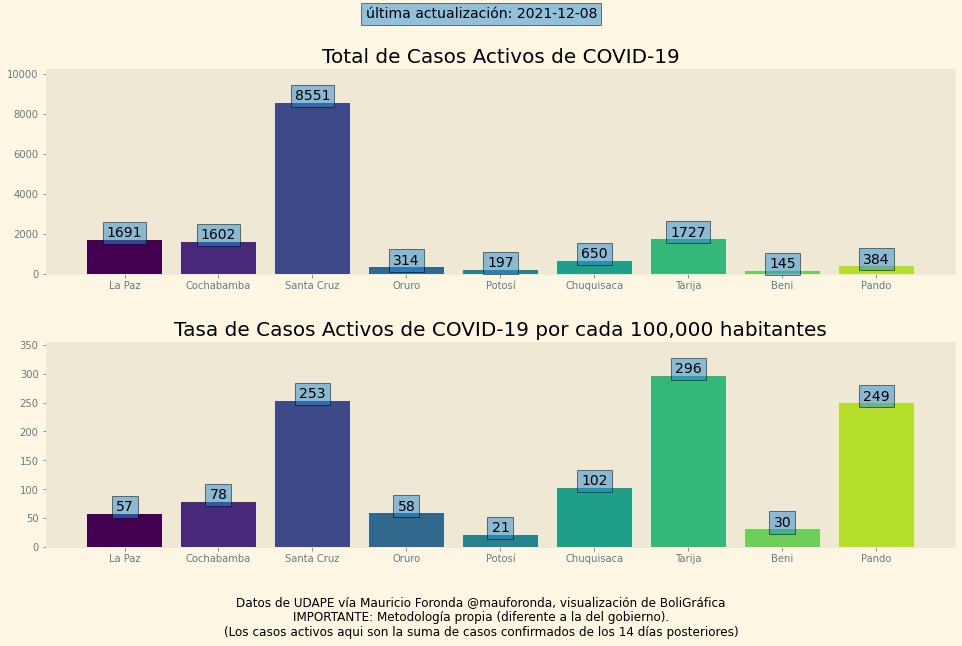 última actualización: 2021-12-08
Total de Casos Activos de COVID-19
10000
8000
6000
4000
2000
0
1691
1602
8551
314
197
650
1727
145
384
La Paz
Cochabamba
Santa Cruz
Oruro
Potosí
Chuquisaca
Tarija
Beni
Pando
Tasa de Casos Activos de COVID-19 por cada 100,000 habitantes
350
300
250
200
150
100
50
0
57
78
253
58
21
102
296
30
249
La Paz
Cochabamba
Santa Cruz
Oruro
Potosí
Chuquisaca
Tarija
Beni
Pando
Datos de UDAPE vía Mauricio Foronda @mauforonda, visualización de BoliGráfica
IMPORTANTE: Metodología propia (diferente a la del gobierno).
(Los casos activos aqui son la suma de casos confirmados de los 14 días posteriores)